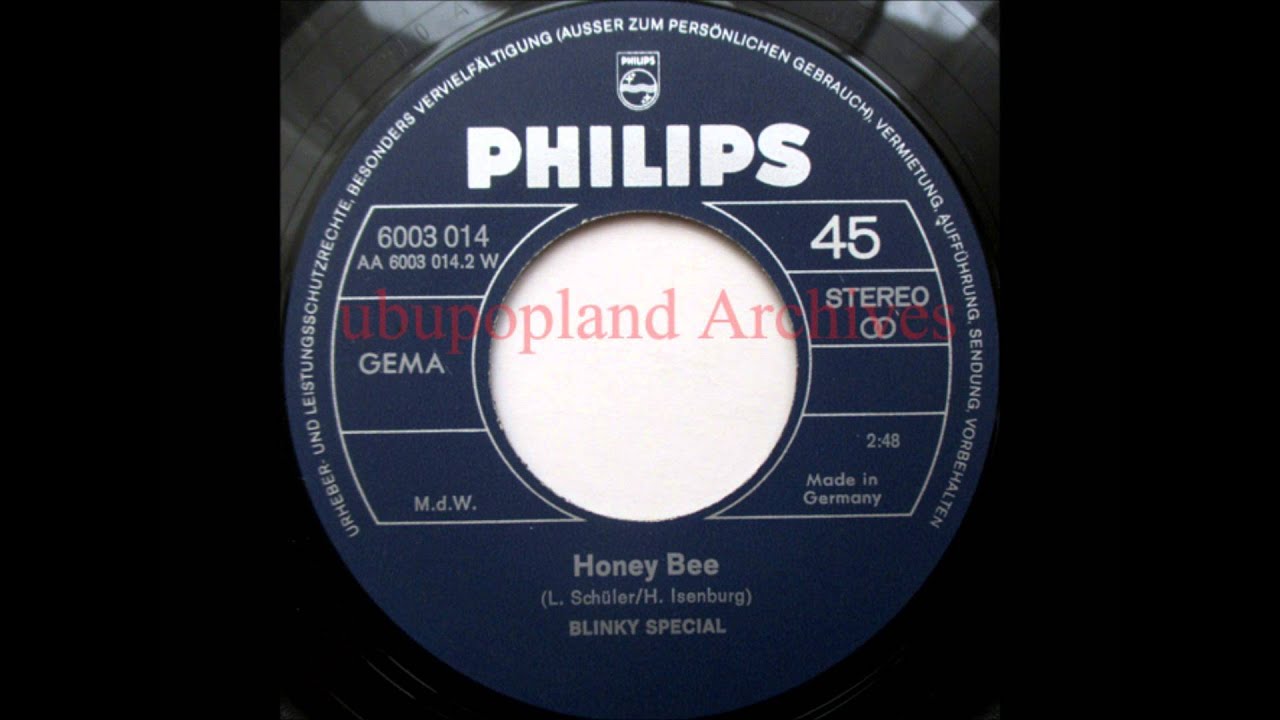 URHEBER- UND LEISTUNGSSCHUTZRECHTE, BESONDERS VERVIELFÄLTIGUNG (AUSSER ZUM PERSÖNLICHEN GEBRAUCH), VERMIETUNG, AUFFÜHRUNG, SENDUNG, VORBEHALTEN
PHILIPS
PHILIPS
6003 014
AA 6003 014.2 W
45
STEREO
ubupopland Archives
GEMA
2:48
Made in
Germany
M.d.W.
Honey Bee
(L. Schüler/H. Isenburg)
BLINKY SPECIAL